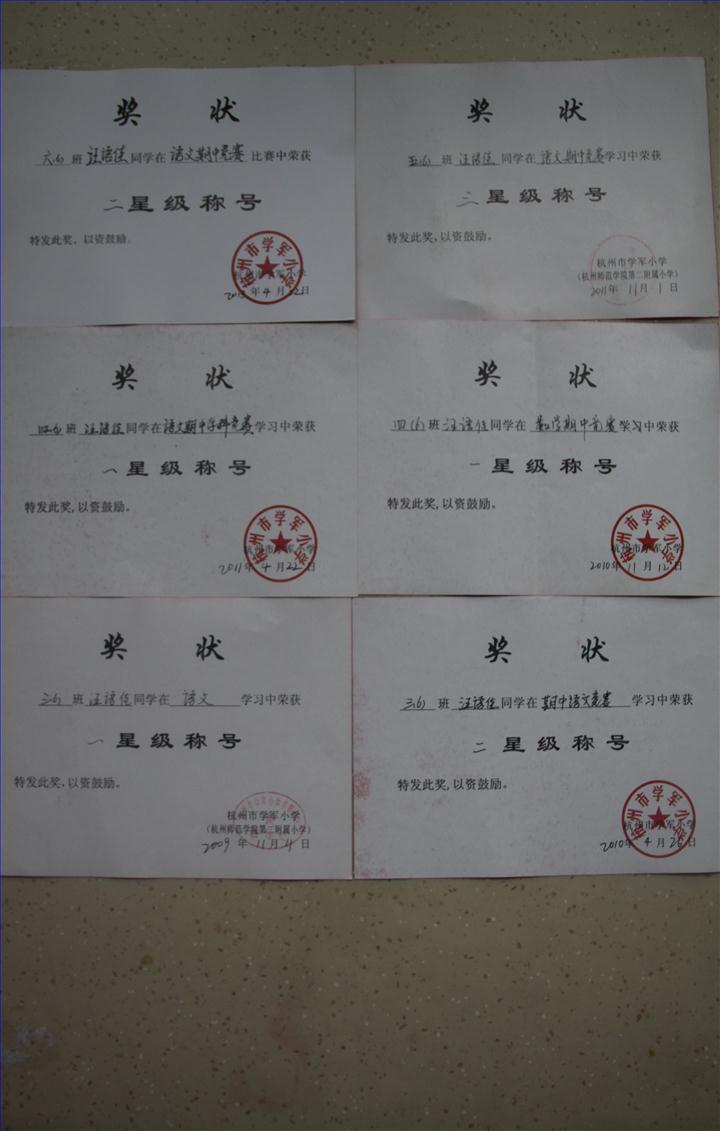 奖 状
六(6) 班 汪语佳 同学在 语文期中竞赛 比赛中荣获
二星级称号
特发此奖，以资鼓励。
杭州市学军小学
年 4 月 22 日
奖 状
五(6) 班 汪语佳 同学在 语文期中竞赛 学习中荣获
三星级称号
特发此奖，以资鼓励。
杭州市学军小学
(杭州师范学院第二附属小学)
2011 年 11 月 1 日
奖 状
四(6) 班 汪语佳 同学在 语文期中学科竞赛 学习中荣获
一星级称号
特发此奖，以资鼓励。
杭州市学军小学
2011 年 4 月 22 日
奖 状
四(6) 班 汪语佳 同学在 数学期中竞赛 学习中荣获
一星级称号
特发此奖，以资鼓励。
杭州市学军小学
2010 年 11 月 12 日
奖 状
三(6) 班 汪语佳 同学在 语文 学习中荣获
一星级称号
特发此奖，以资鼓励。
杭州市学军小学
(杭州师范学院第二附属小学)
2009 年 11 月 4 日
奖 状
三(6) 班 汪语佳 同学在 期中语文竞赛 学习中荣获
二星级称号
特发此奖，以资鼓励。
杭州市学军小学
2010 年 4 月 26 日